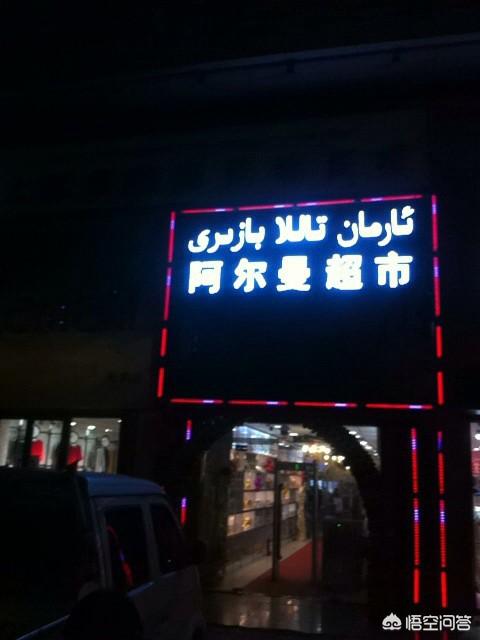 ئارمان تاللا بازىرى
阿尔曼超市
悟空问答